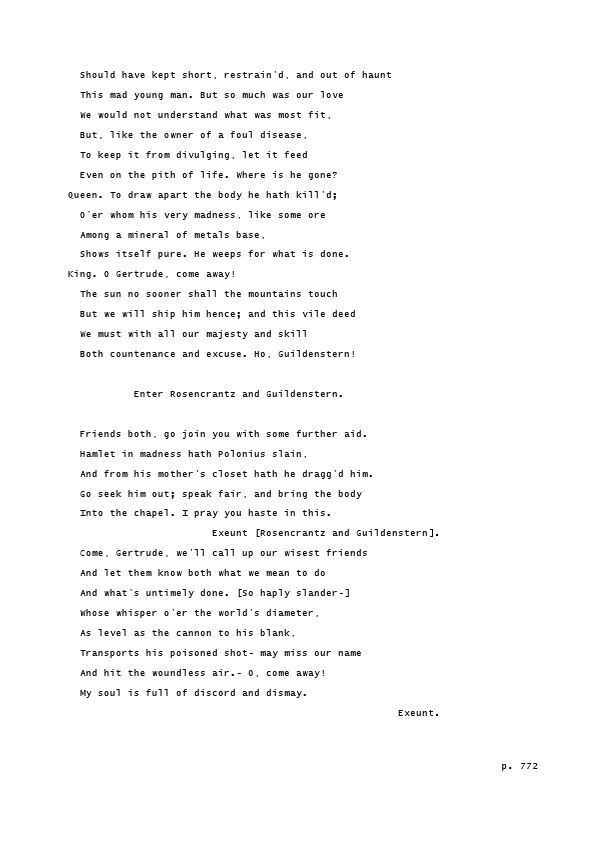 Should have kept short, restrain'd, and out of haunt
This mad young man. But so much was our love
We would not understand what was most fit,
But, like the owner of a foul disease,
To keep it from divulging, let it feed
Even on the pith of life. Where is he gone?
Queen. To draw apart the body he hath kill'd;
O'er whom his very madness, like some ore
Among a mineral of metals base,
Shows itself pure. He weeps for what is done.
King. O Gertrude, come away!
The sun no sooner shall the mountains touch
But we will ship him hence; and this vile deed
We must with all our majesty and skill
Both countenance and excuse. Ho, Guildenstern!
Enter Rosencrantz and Guildenstern.
Friends both, go join you with some further aid.
Hamlet in madness hath Polonius slain,
And from his mother's closet hath he dragg'd him.
Go seek him out; speak fair, and bring the body
Into the chapel. I pray you haste in this.
Exeunt [Rosencrantz and Guildenstern].
Come, Gertrude, we'll call up our wisest friends
And let them know both what we mean to do
And what's untimely done. [So haply slander-]
Whose whisper o'er the world's diameter,
As level as the cannon to his blank,
Transports his poisoned shot- may miss our name
And hit the woundless air.- O, come away!
My soul is full of discord and dismay.
Exeunt.
p. 772